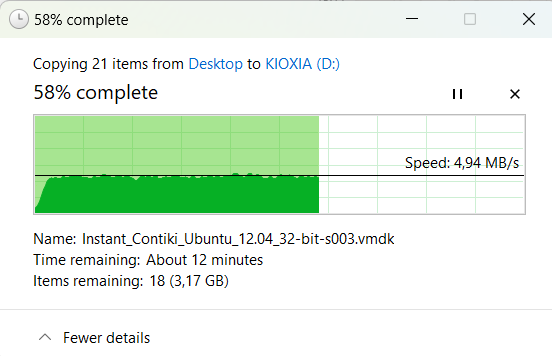 58% complete
Copying 21 items from Desktop to KIOXIA (D:)
58% complete
Speed: 4,94 MB/s
Name: Instant_Contiki_Ubuntu_12.04_32-bit-s003.vmdk
Time remaining: About 12 minutes
Items remaining: 18 (3,17 GB)
Fewer details